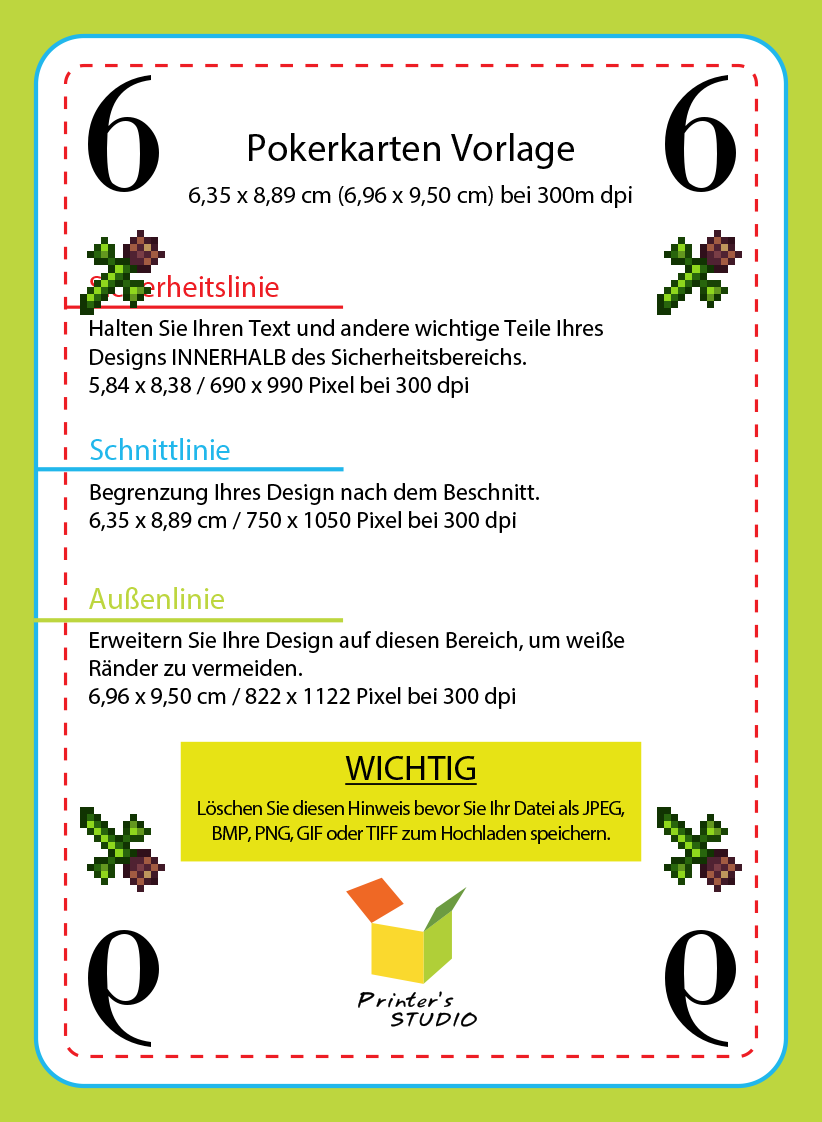 6 6
Pokerkarten Vorlage
6,35 x 8,89 cm (6,96 x 9,50 cm) bei 300m dpi
Sicherheitslinie
Halten Sie Ihren Text und andere wichtige Teile Ihres
Designs INNERHALB des Sicherheitsbereichs.
5,84 x 8,38 / 690 x 990 Pixel bei 300 dpi
Schnittlinie
Begrenzung Ihres Design nach dem Beschnitt.
6,35 x 8,89 cm / 750 x 1050 Pixel bei 300 dpi
Außenlinie
Erweitern Sie Ihre Design auf diesen Bereich, um weiße
Ränder zu vermeiden.
6,96 x 9,50 cm / 822 x 1122 Pixel bei 300 dpi
WICHTIG
Löschen Sie diesen Hinweis bevor Sie Ihr Datei als JPEG,
BMP, PNG, GIF oder TIFF zum Hochladen speichern.
Printer's
STUDIO
6 6